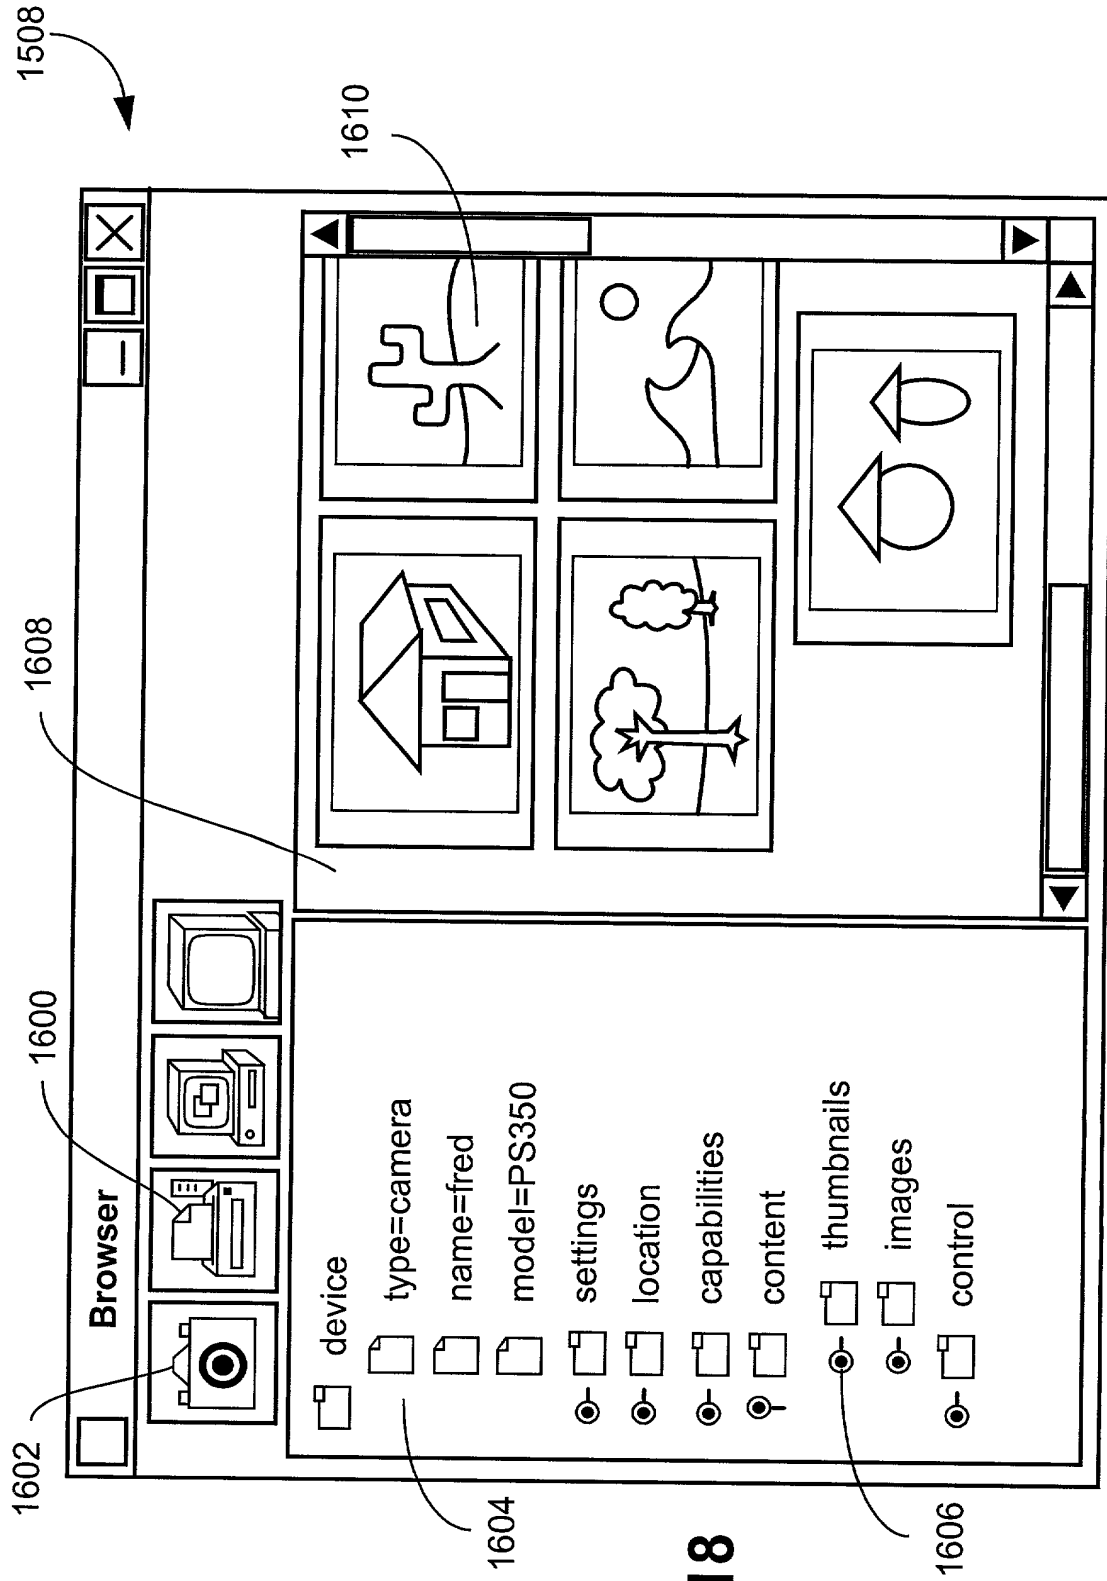 1508
1610
1608
1600
1602
Browser
device
type=camera
name=fred
model=PS350
settings
location
capabilities
content
thumbnails
images
control
1604
1606
18